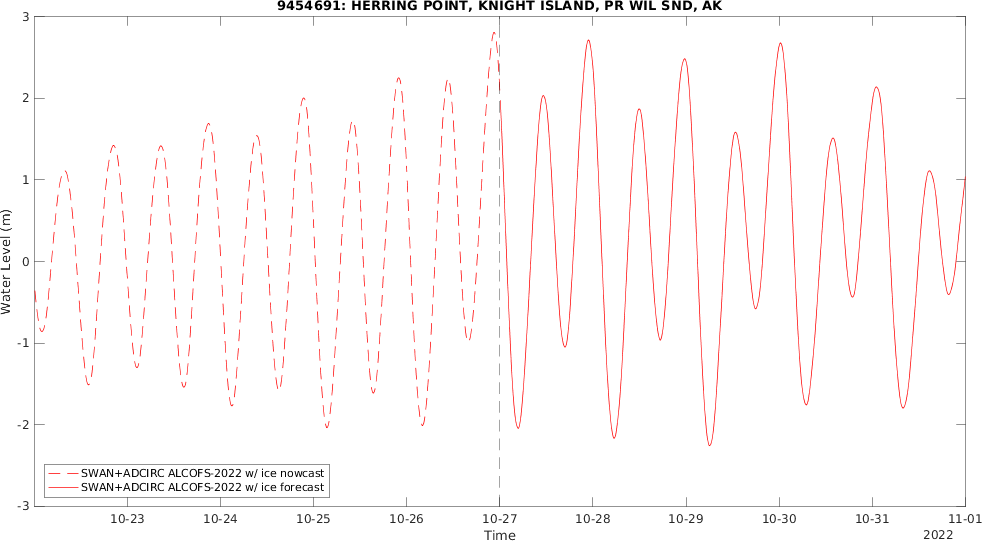 9454691: HERRING POINT, KNIGHT ISLAND, PR WIL SND, AK
3
2
1
0
-1
-2
-3
Water Level (m)
SWAN+ADCIRC ALCOFS-2022 w/ ice nowcast
SWAN+ADCIRC ALCOFS-2022 w/ ice forecast
10-23 10-24 10-25 10-26 10-27 10-28 10-29 10-30 10-31 11-01
Time
2022